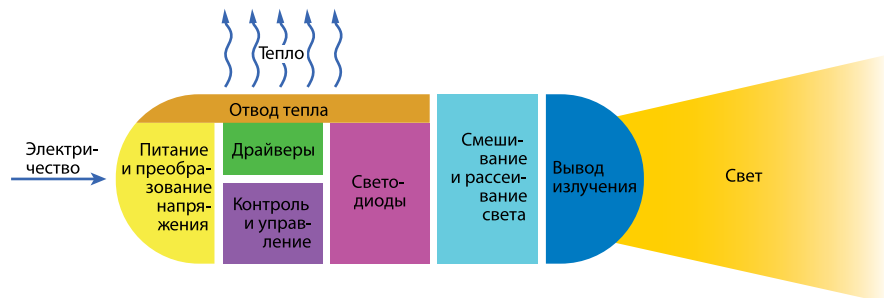 Тепло
Отвод тепла
Электри-
чество
Питание
и преобра-
зование
напря-
жения
Драйверы
Контроль
и управ-
ление
Свето-
диоды
Смеши-
вание
и рассеи-
вание
света
Вывод
излучения
Свет